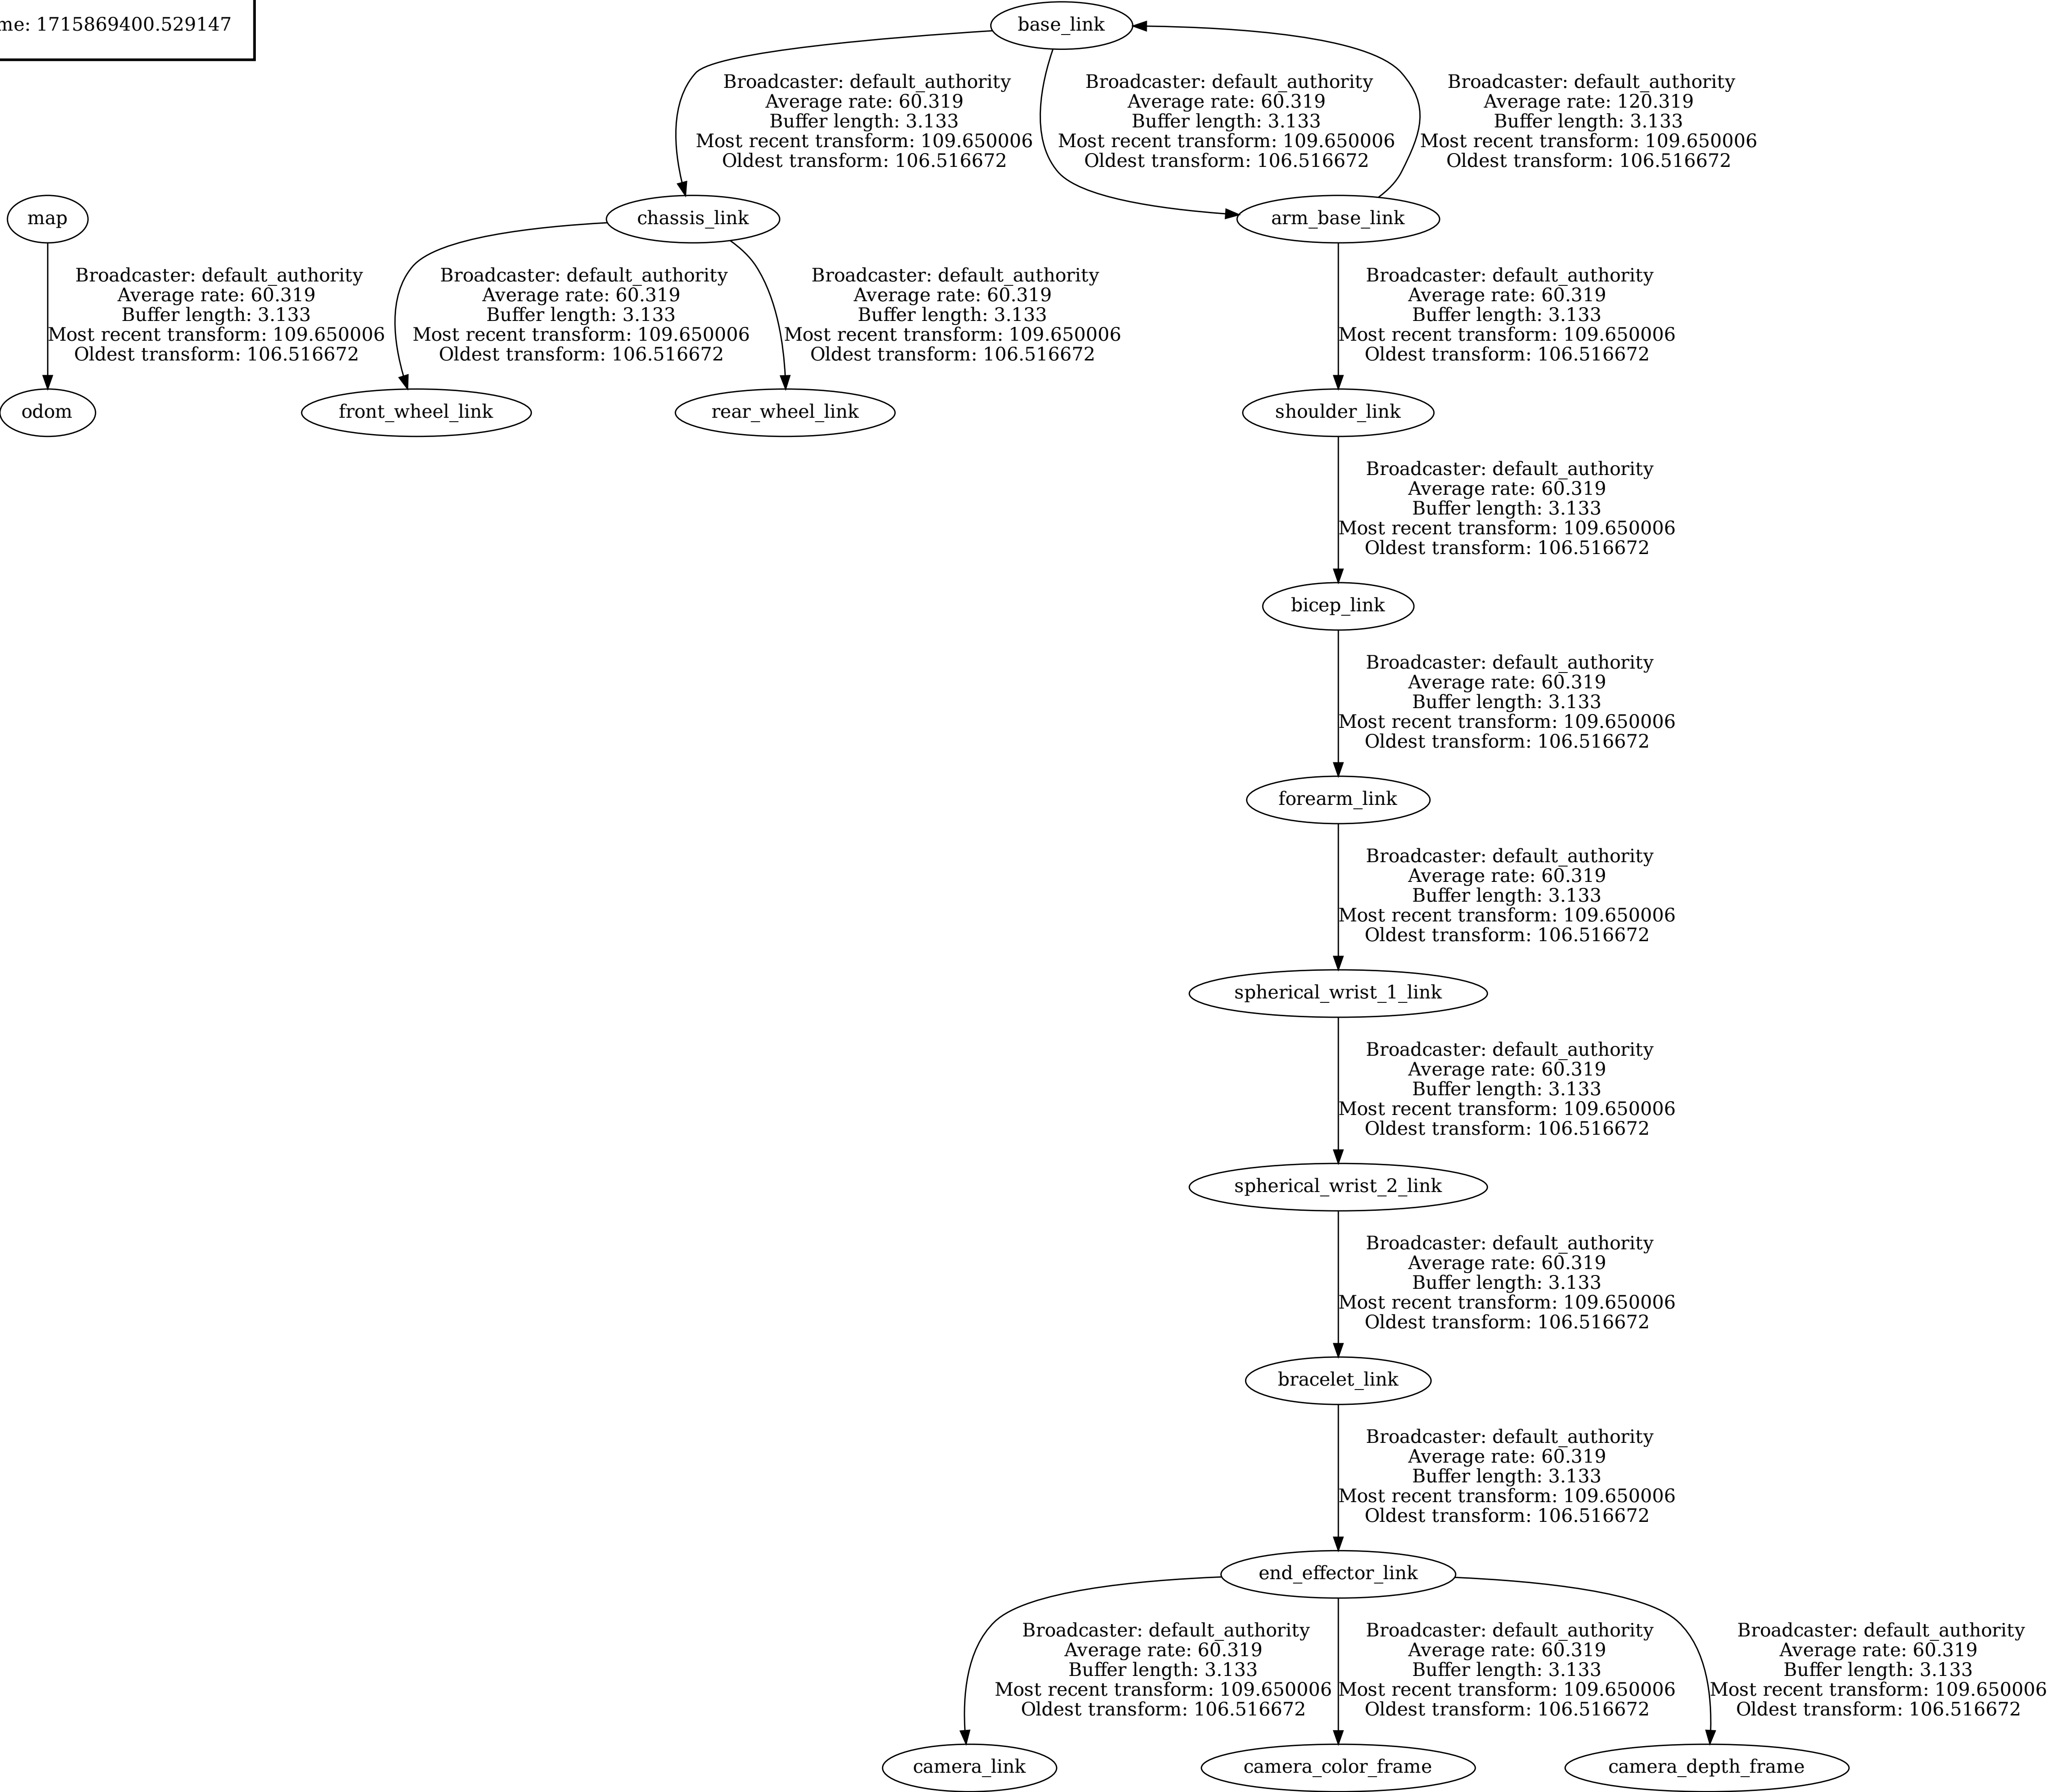 me: 1715869400.529147
base_link
Broadcaster: default_authority
Average rate: 60.319
Buffer length: 3.133
Most recent transform: 109.650006
Oldest transform: 106.516672
Broadcaster: default_authority
Average rate: 60.319
Buffer length: 3.133
Most recent transform: 109.650006
Oldest transform: 106.516672
Broadcaster: default_authority
Average rate: 120.319
Buffer length: 3.133
Most recent transform: 109.650006
Oldest transform: 106.516672
map
chassis_link
arm_base_link
Broadcaster: default_authority
Average rate: 60.319
Buffer length: 3.133
Most recent transform: 109.650006
Oldest transform: 106.516672
Broadcaster: default_authority
Average rate: 60.319
Buffer length: 3.133
Most recent transform: 109.650006
Oldest transform: 106.516672
Broadcaster: default_authority
Average rate: 60.319
Buffer length: 3.133
Most recent transform: 109.650006
Oldest transform: 106.516672
Broadcaster: default_authority
Average rate: 60.319
Buffer length: 3.133
Most recent transform: 109.650006
Oldest transform: 106.516672
odom
front_wheel_link
rear_wheel_link
shoulder_link
Broadcaster: default_authority
Average rate: 60.319
Buffer length: 3.133
Most recent transform: 109.650006
Oldest transform: 106.516672
bicep_link
Broadcaster: default_authority
Average rate: 60.319
Buffer length: 3.133
Most recent transform: 109.650006
Oldest transform: 106.516672
forearm_link
Broadcaster: default_authority
Average rate: 60.319
Buffer length: 3.133
Most recent transform: 109.650006
Oldest transform: 106.516672
spherical_wrist_1_link
Broadcaster: default_authority
Average rate: 60.319
Buffer length: 3.133
Most recent transform: 109.650006
Oldest transform: 106.516672
spherical_wrist_2_link
Broadcaster: default_authority
Average rate: 60.319
Buffer length: 3.133
Most recent transform: 109.650006
Oldest transform: 106.516672
bracelet_link
Broadcaster: default_authority
Average rate: 60.319
Buffer length: 3.133
Most recent transform: 109.650006
Oldest transform: 106.516672
end_effector_link
Broadcaster: default_authority
Average rate: 60.319
Buffer length: 3.133
Most recent transform: 109.650006
Oldest transform: 106.516672
Broadcaster: default_authority
Average rate: 60.319
Buffer length: 3.133
Most recent transform: 109.650006
Oldest transform: 106.516672
Broadcaster: default_authority
Average rate: 60.319
Buffer length: 3.133
Most recent transform: 109.650006
Oldest transform: 106.516672
camera_link
camera_color_frame
camera_depth_frame